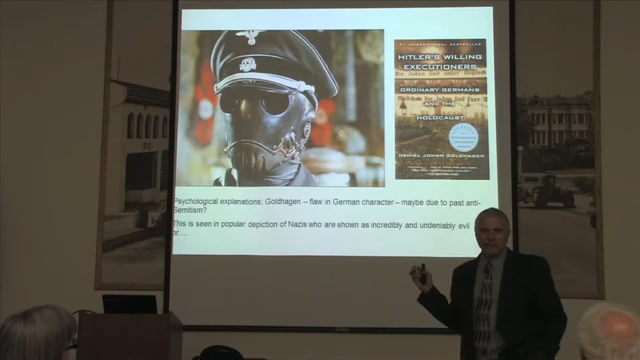 #1 INTERNATIONAL BESTSELLER
HITLER'S WILLING
EXECUTIONERS
ORDINARY GERMANS
AND THE
HOLOCAUST
DANIEL JONAH GOLDHAGEN
Psychological explanations: Goldhagen – flaw in German character – maybe due to past anti-
Semitism?
This is seen in popular depiction of Nazis who are shown as incredibly and undeniably evil
or….